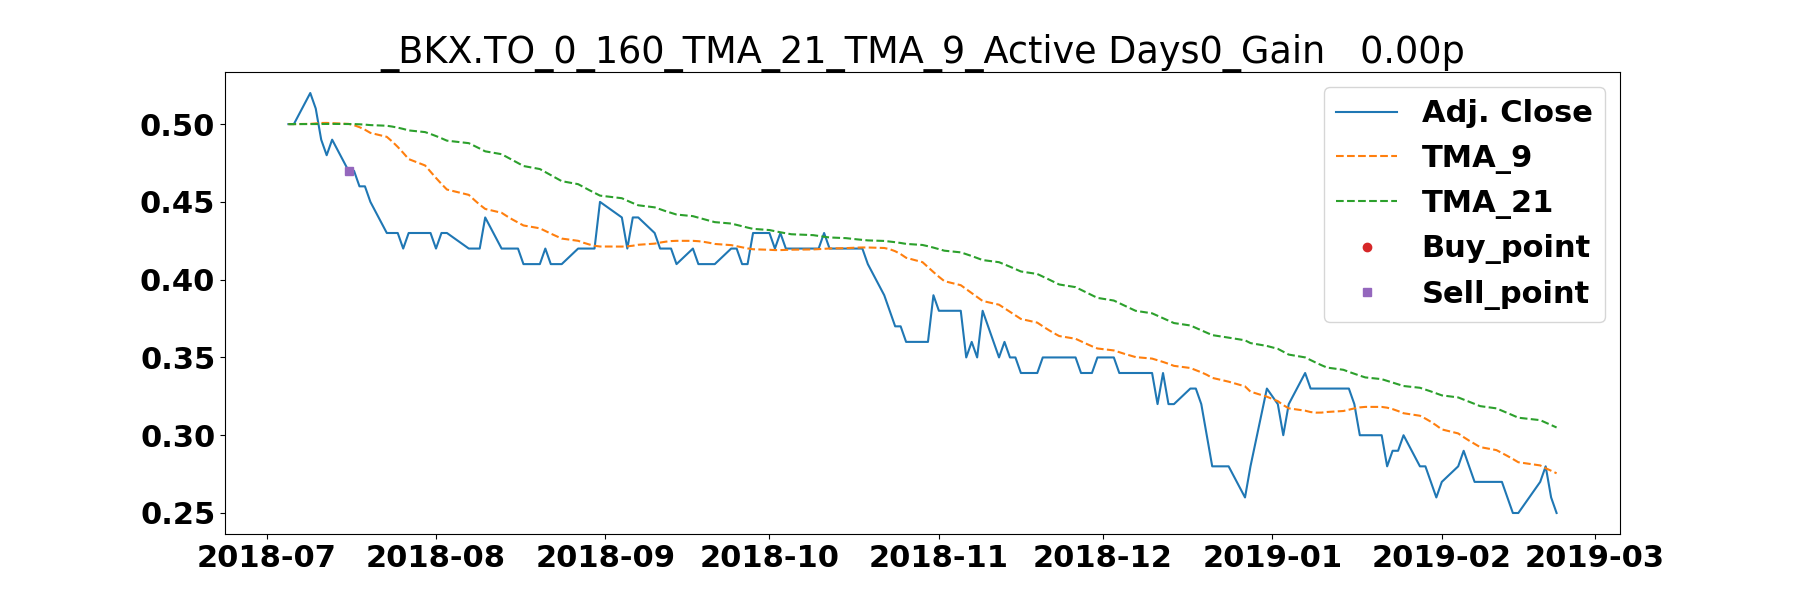 _BKX.TO_0_160_TMA_21_TMA_9_Active Days0_Gain   0.00p
Adj. Close
TMA_9
TMA_21
Buy_point
Sell_point
0.50
0.45
0.40
0.35
0.30
0.25
2018-07 2018-08 2018-09 2018-10 2018-11 2018-12 2019-01 2019-02 2019-03